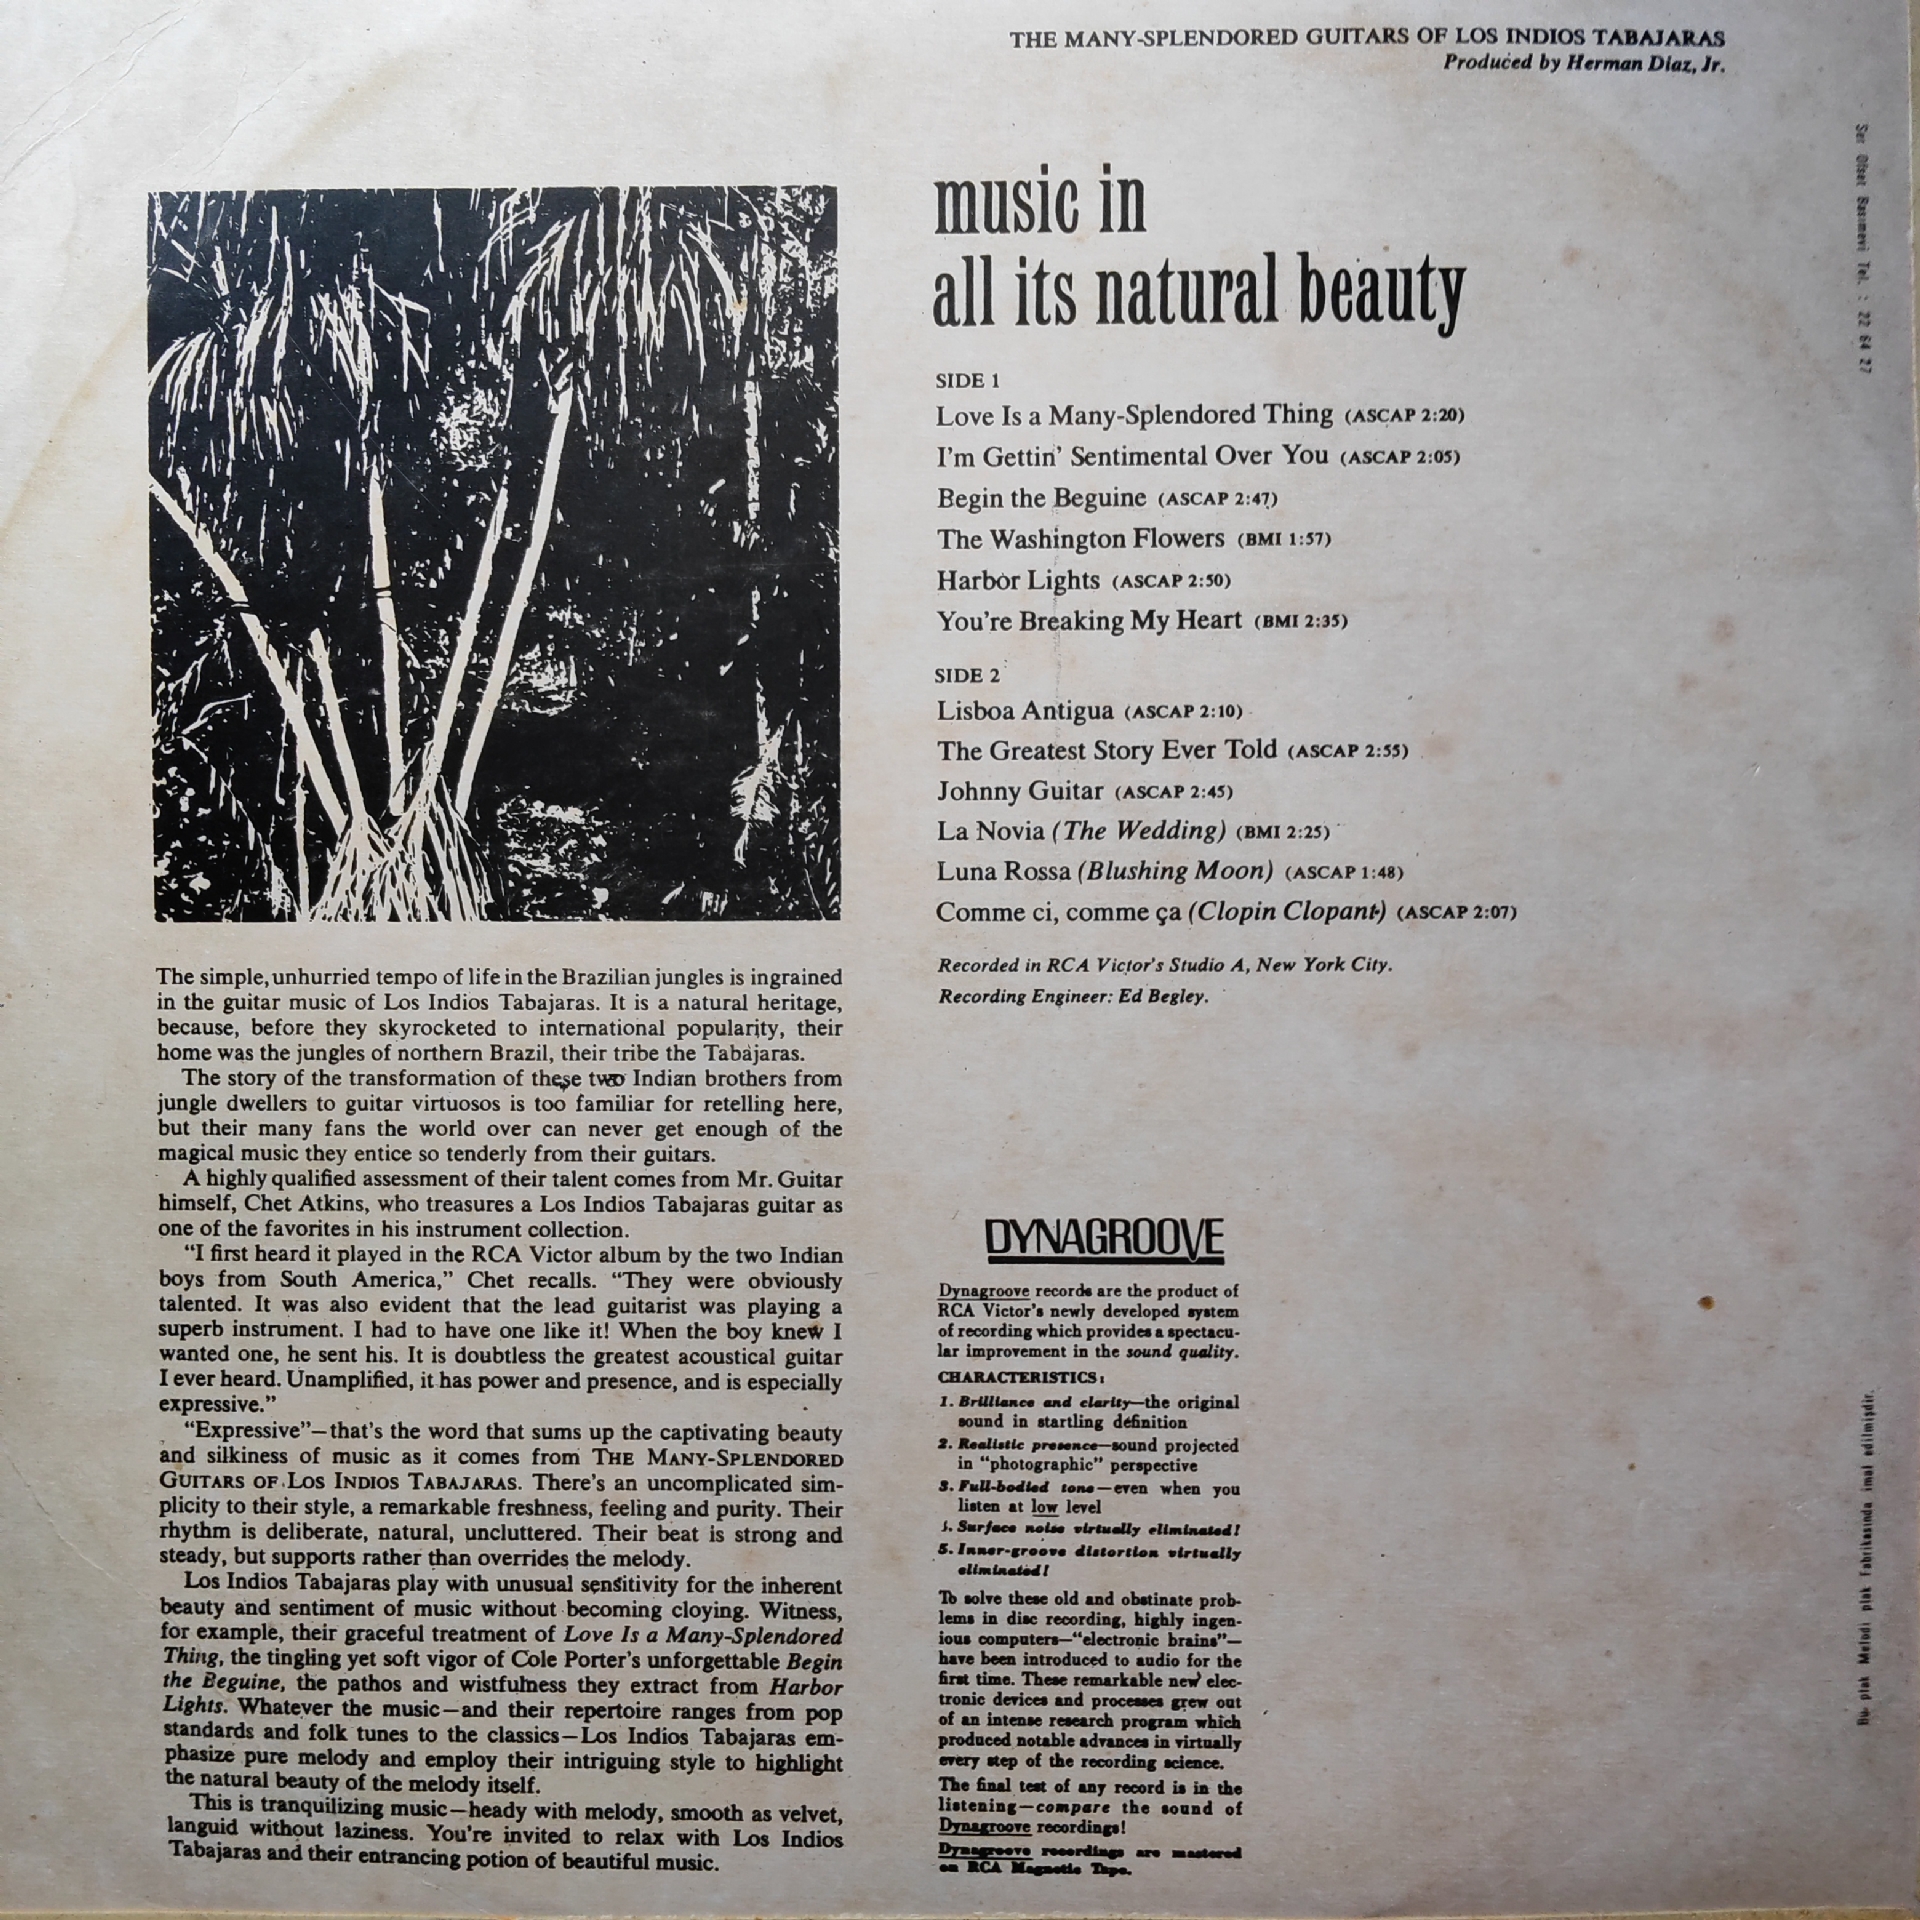 THE MANY-SPLENDORED GUITARS OF LOS INDIOS TABAJARAS
Produced by Herman Diaz, Jr.
music in
all its natural beauty
SIDE 1
Love Is a Many-Splendored Thing (ASCAP 2:20)
I'm Gettin' Sentimental Over You (ASCAP 2:05)
Begin the Beguine (ASCAP 2:47)
The Washington Flowers (BMI 1:57)
Harbor Lights (ASCAP 2:50)
You're Breaking My Heart (BMI 2:35)
SIDE 2
Lisboa Antigua (ASCAP 2:10)
The Greatest Story Ever Told (ASCAP 2:55)
Johnny Guitar (ASCAP 2:45)
La Novia (The Wedding) (BMI 2:25)
Luna Rossa (Blushing Moon) (ASCAP 1:48)
Comme ci, comme ça (Clopin Clopant) (ASCAP 2:07)
Recorded in RCA Victor's Studio A, New York City.
Recording Engineer: Ed Begley.
The simple, unhurried tempo of life in the Brazilian jungles is ingrained
in the guitar music of Los Indios Tabajaras. It is a natural heritage,
because, before they skyrocketed to international popularity, their
home was the jungles of northern Brazil, their tribe the Tabajaras.
The story of the transformation of these two Indian brothers from
jungle dwellers to guitar virtuosos is too familiar for retelling here,
but their many fans the world over can never get enough of the
magical music they entice so tenderly from their guitars.
A highly qualified assessment of their talent comes from Mr. Guitar
himself, Chet Atkins, who treasures a Los Indios Tabajaras guitar as
one of the favorites in his instrument collection.
“I first heard it played in the RCA Victor album by the two Indian
boys from South America,” Chet recalls. “They were obviously
talented. It was also evident that the lead guitarist was playing a
superb instrument. I had to have one like it! When the boy knew I
wanted one, he sent his. It is doubtless the greatest acoustical guitar
I ever heard. Unamplified, it has power and presence, and is especially
expressive.”
“Expressive”—that's the word that sums up the captivating beauty
and silkiness of music as it comes from THE MANY-SPLENDORED
GUITARS OF LOS INDIOS TABAJARAS. There's an uncomplicated sim-
plicity to their style, a remarkable freshness, feeling and purity. Their
rhythm is deliberate, natural, uncluttered. Their beat is strong and
steady, but supports rather than overrides the melody.
Los Indios Tabajaras play with unusual sensitivity for the inherent
beauty and sentiment of music without becoming cloying. Witness,
for example, their graceful treatment of Love Is a Many-Splendored
Thing, the tingling yet soft vigor of Cole Porter's unforgettable Begin
the Beguine, the pathos and wistfulness they extract from Harbor
Lights. Whatever the music—and their repertoire ranges from pop
standards and folk tunes to the classics—Los Indios Tabajaras em-
phasize pure melody and employ their intriguing style to highlight
the natural beauty of the melody itself.
This is tranquilizing music—heady with melody, smooth as velvet,
languid without laziness. You're invited to relax with Los Indios
Tabajaras and their entrancing potion of beautiful music.
DYNAGROOVE
Dynagroove records are the product of
RCA Victor's newly developed system
of recording which provides a spectacu-
lar improvement in the sound quality.
CHARACTERISTICS:
1. Brilliance and clarity—the original
sound in startling definition
2. Realistic presence—sound projected
in “photographic” perspective
3. Full-bodied tone—even when you
listen at low level
4. Surface noise virtually eliminated!
5. Inner-groove distortion virtually
eliminated!
To solve these old and obstinate prob-
lems in disc recording, highly ingen-
ious computers—“electronic brains”—
have been introduced to audio for the
first time. These remarkable new elec-
tronic devices and processes grew out
of an intense research program which
produced notable advances in virtually
every step of the recording science.
The final test of any record is in the
listening—compare the sound of
Dynagroove recordings!
Dynagroove recordings are mastered
on RCA Magnetic Tape.
Ser Ofset Basımevi Tel. : 22 64 27
Bu plak Melodi plak Fabrikasında imal edilmişdir.